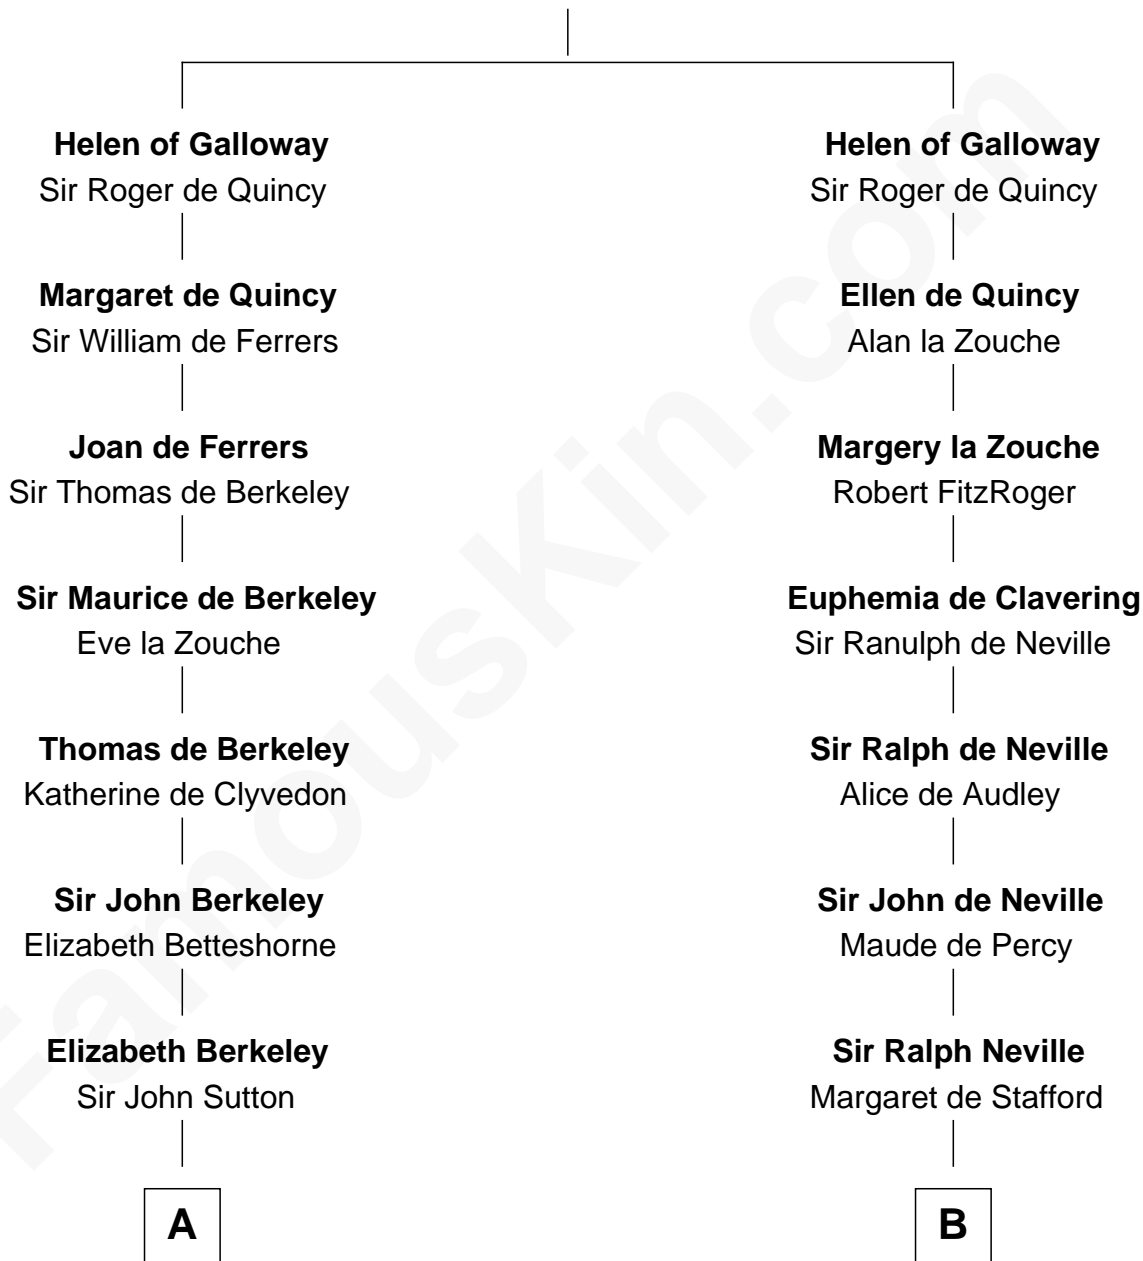 Helen of Galloway
Sir Roger de Quincy
Margaret de Quincy
Sir William de Ferrers
Joan de Ferrers
Sir Thomas de Berkeley
Sir Maurice de Berkeley
Eve la Zouche
Thomas de Berkeley
Katherine de Clyvedon
Sir John Berkeley
Elizabeth Betteshorne
Elizabeth Berkeley
Sir John Sutton
A
Helen of Galloway
Sir Roger de Quincy
Ellen de Quincy
Alan la Zouche
Margery la Zouche
Robert FitzRoger
Euphemia de Clavering
Sir Ranulph de Neville
Sir Ralph de Neville
Alice de Audley
Sir John de Neville
Maude de Percy
Sir Ralph Neville
Margaret de Stafford
B
FamousKin.com